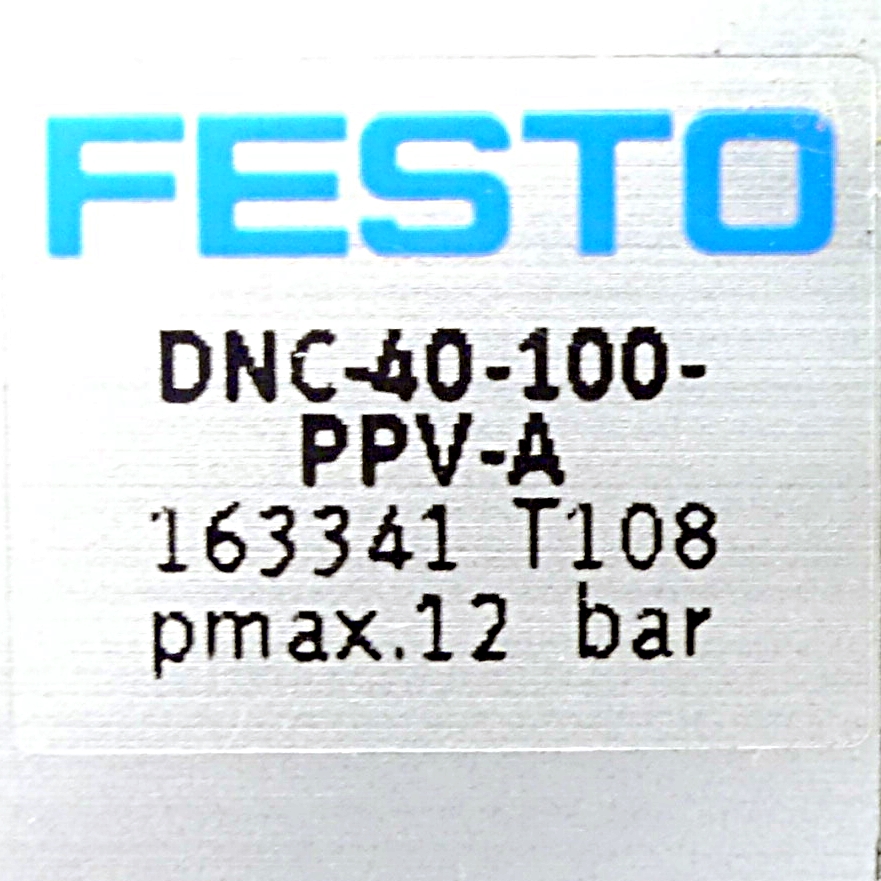 FESTO
DNC-40-100-
PPV-A
163341 T108
pmax.12 bar